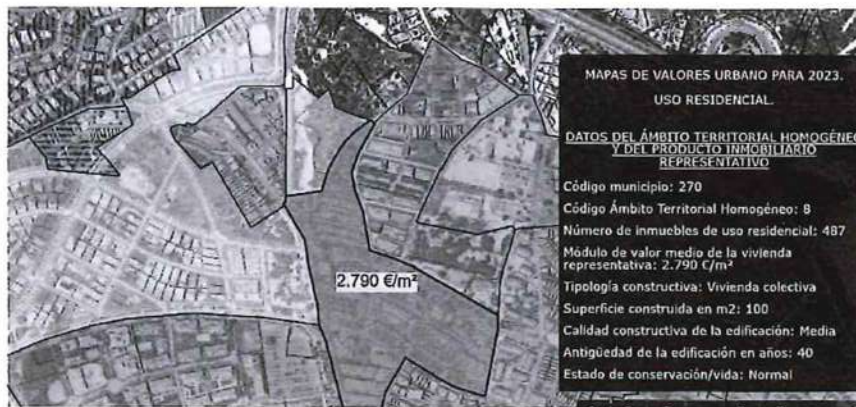 MAPAS DE VALORES URBANO PARA 2023.
USO RESIDENCIAL.
DATOS DEL ÁMBITO TERRITORIAL HOMOGÉNEO
Y DEL PRODUCTO INMOBILIARIO
REPRESENTATIVO
Código municipio: 270
Código Ámbito Territorial Homogéneo: 8
Número de inmuebles de uso residencial: 487
Módulo de valor medio de la vivienda
representativa: 2.790 €/m²
Tipología constructiva: Vivienda colectiva
Superficie construida en m2: 100
Calidad constructiva de la edificación: Media
Antigüedad de la edificación en años: 40
Estado de conservación/vida: Normal
2.790 €/m²